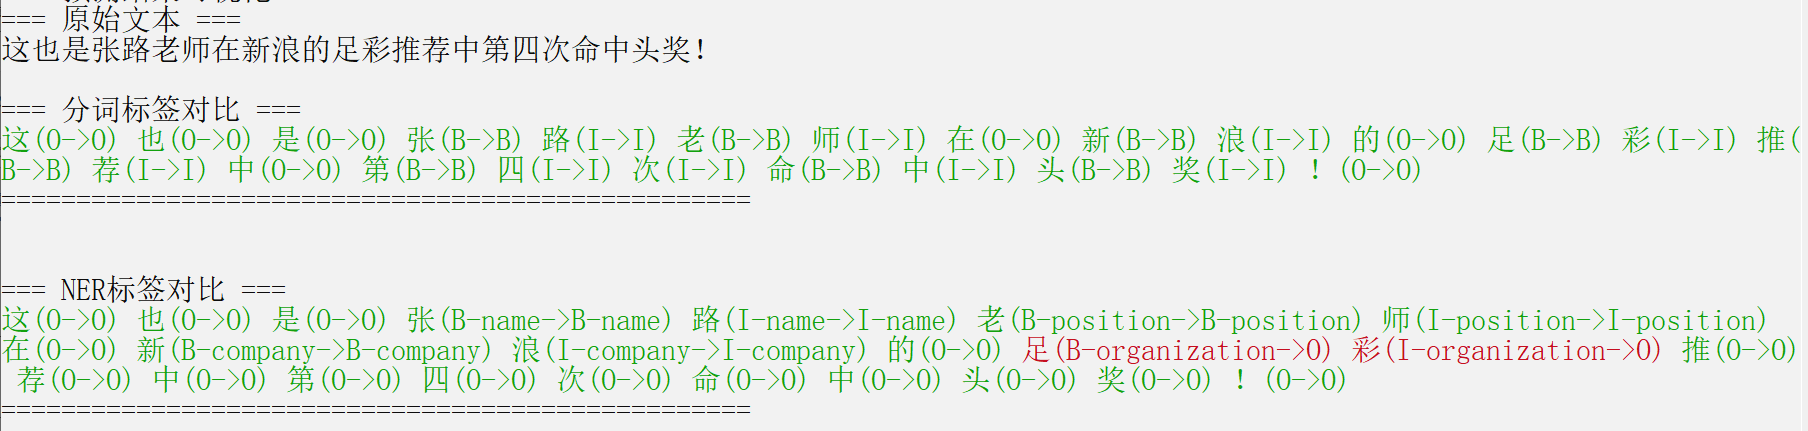 === 原始文本 ===
这也是张路老师在新浪的足彩推荐中第四次命中头奖！
=== 分词标签对比 ===
这(O->O) 也(O->O) 是(O->O) 张(B->B) 路(I->I) 老(B->B) 师(I->I) 在(O->O) 新(B->B) 浪(I->I) 的(O->O) 足(B->B) 彩(I->I) 推(
B->B) 荐(I->I) 中(O->O) 第(B->B) 四(I->I) 次(I->I) 命(B->B) 中(I->I) 头(B->B) 奖(I->I) ！(O->O)
==================================================
=== NER标签对比 ===
这(O->O) 也(O->O) 是(O->O) 张(B-name->B-name) 路(I-name->I-name) 老(B-position->B-position) 师(I-position->I-position)
在(O->O) 新(B-company->B-company) 浪(I-company->I-company) 的(O->O) 足(B-organization->O) 彩(I-organization->O) 推(O->O)
荐(O->O) 中(O->O) 第(O->O) 四(O->O) 次(O->O) 命(O->O) 中(O->O) 头(O->O) 奖(O->O) ！(O->O)
==================================================